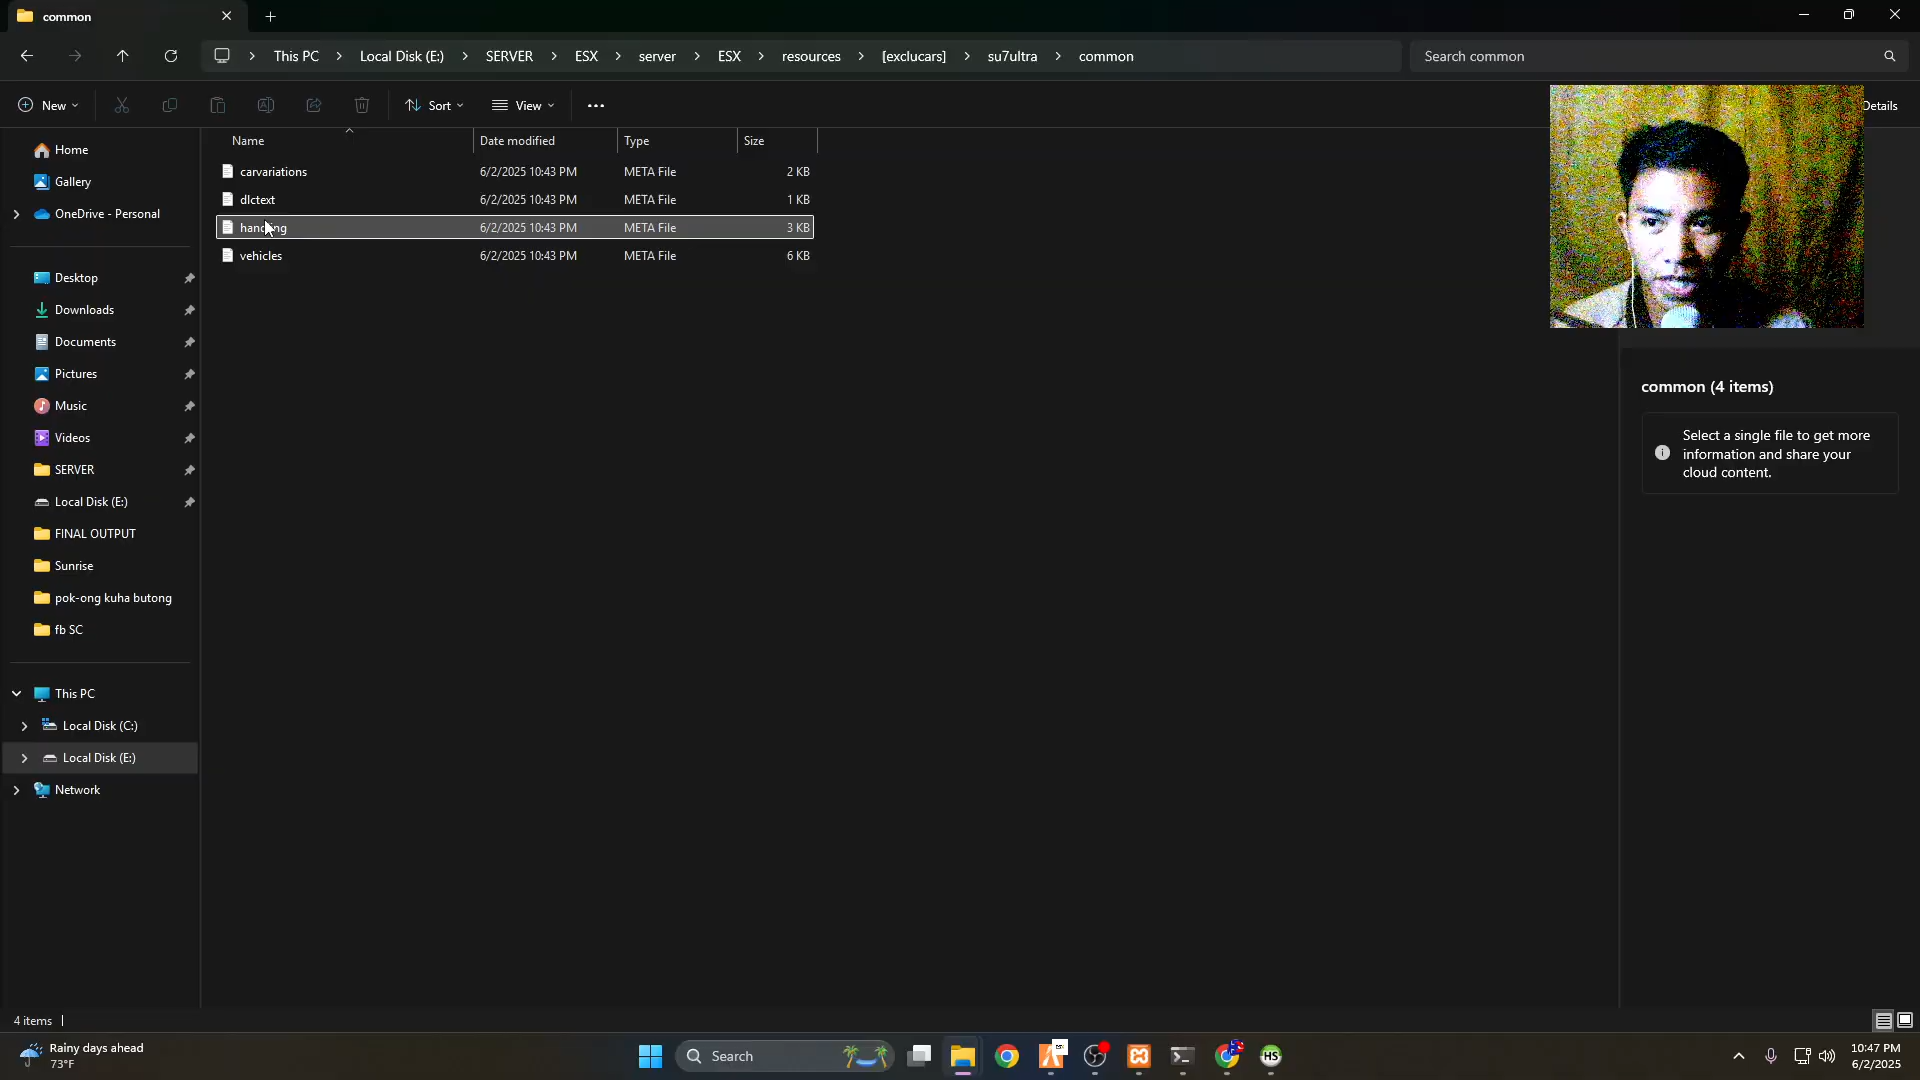 common
This PC
Local Disk (E:)
SERVER
ESX
server
ESX
resources
[exclucars]
su7ultra
common
Search common
New
Sort
View
Details
Name
Date modified
Type
Size
carvariations 6/2/2025 10:43 PM META File 2 KB
dlctext 6/2/2025 10:43 PM META File 1 KB
handling 6/2/2025 10:43 PM META File 3 KB
vehicles 6/2/2025 10:43 PM META File 6 KB
Home
Gallery
OneDrive - Personal
Desktop
Downloads
Documents
Pictures
Music
Videos
SERVER
Local Disk (E:)
FINAL OUTPUT
Sunrise
pok-ong kuha butong
fb SC
This PC
Local Disk (C:)
Local Disk (E:)
Network
common (4 items)
Select a single file to get more
information and share your
cloud content.
4 items
Rainy days ahead
73°F
Search
HS
10:47 PM
6/2/2025